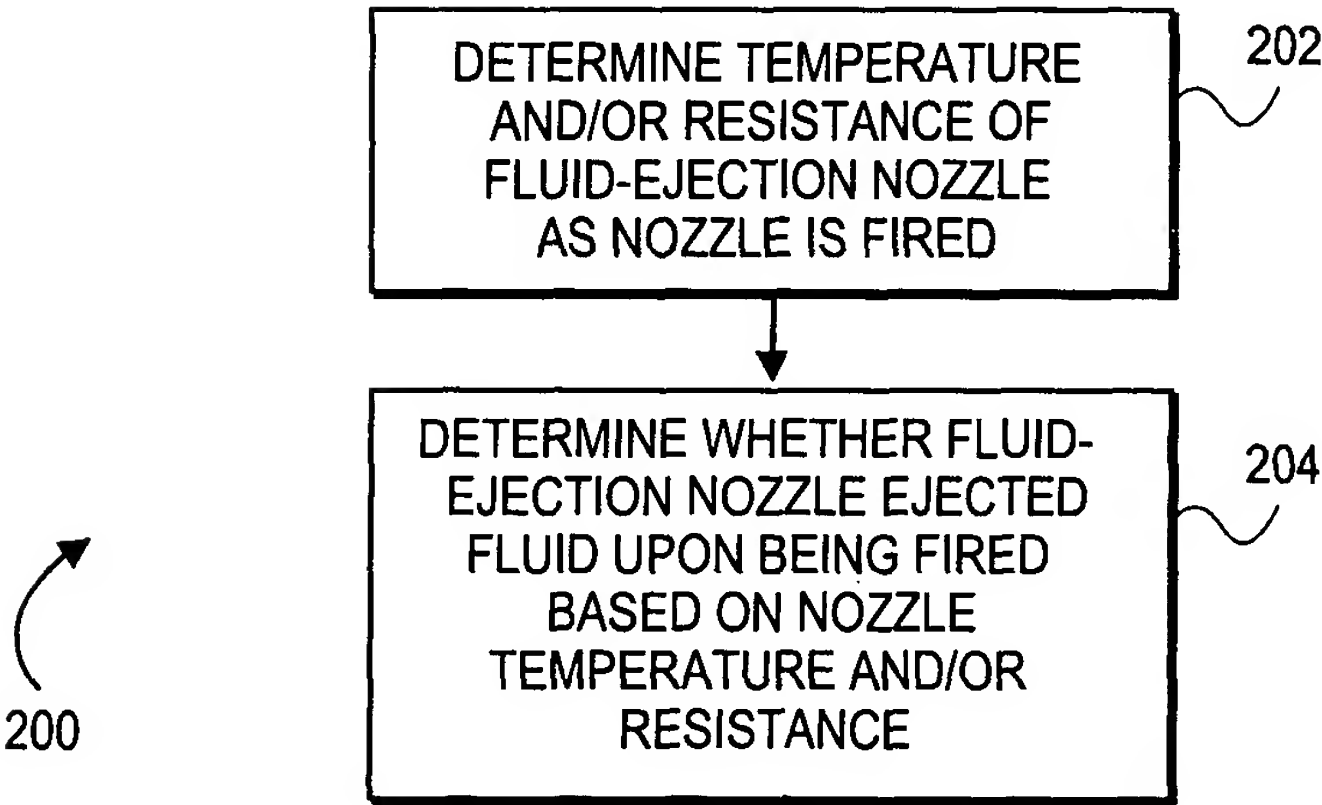 DETERMINE TEMPERATURE
AND/OR RESISTANCE OF
FLUID-EJECTION NOZZLE
AS NOZZLE IS FIRED
202
DETERMINE WHETHER FLUID-
EJECTION NOZZLE EJECTED
FLUID UPON BEING FIRED
BASED ON NOZZLE
TEMPERATURE AND/OR
RESISTANCE
204
200